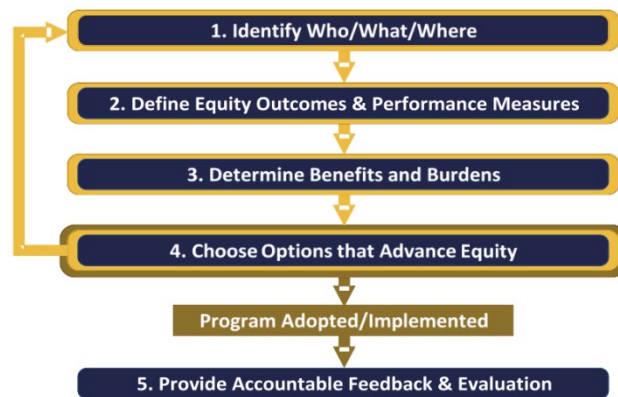 1. Identify Who/What/Where
2. Define Equity Outcomes & Performance Measures
3. Determine Benefits and Burdens
4. Choose Options that Advance Equity
Program Adopted/Implemented
5. Provide Accountable Feedback & Evaluation